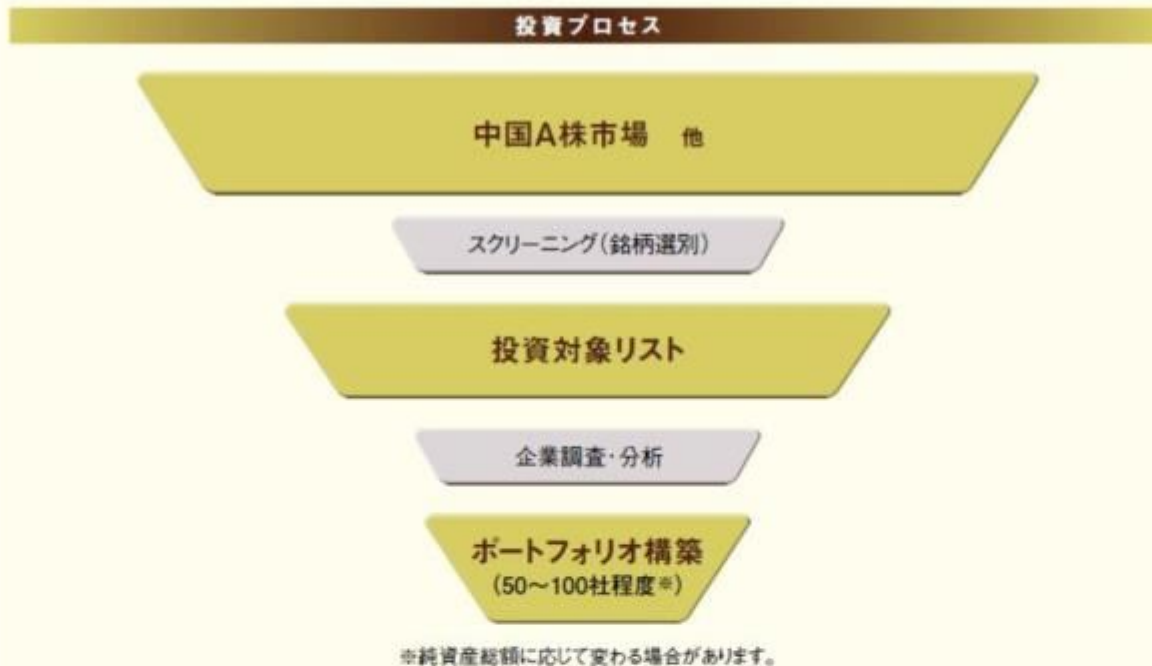 投資プロセス
中国A株市場　他
スクリーニング(銘柄選別)
投資対象リスト
企業調査・分析
ポートフォリオ構築
(50～100社程度※)
※純資産総額に応じて変わる場合があります。